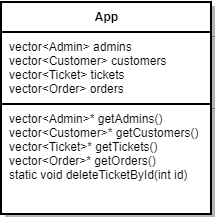 App
vector<Admin> admins
vector<Customer> customers
vector<Ticket> tickets
vector<Order> orders
vector<Admin>* getAdmins()
vector<Customer>* getCustomers()
vector<Ticket>* getTickets()
vector<Order>* getOrders()
static void deleteTicketById(int id)